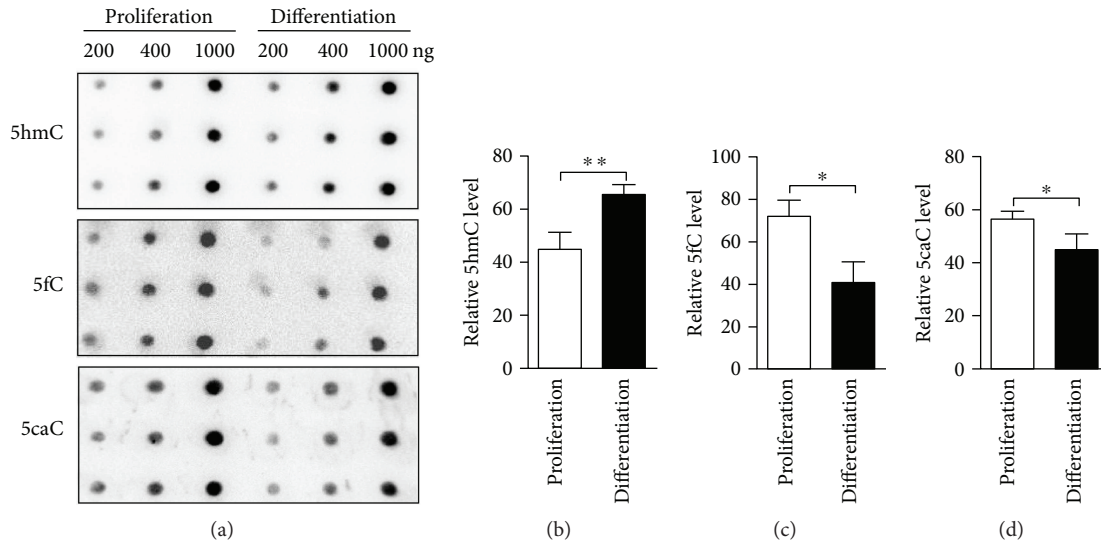 Proliferation Differentiation
200 400 1000 200 400 1000 ng
5hmC
5fC
5caC
(a)
80
60
40
20
0
Relative 5hmC level
**
Proliferation
Differentiation
(b)
100
80
60
40
20
0
Relative 5fC level
*
Proliferation
Differentiation
(c)
80
60
40
20
0
Relative 5caC level
*
Proliferation
Differentiation
(d)